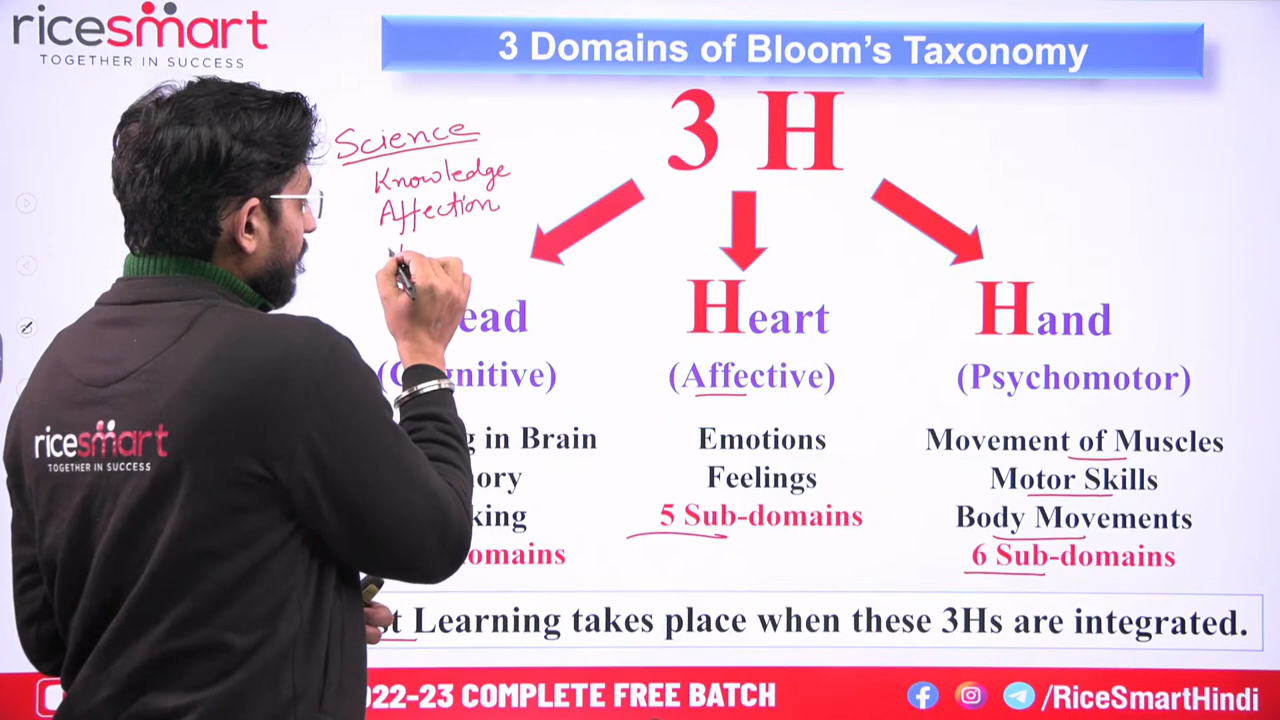 ricesmart
TOGETHER IN SUCCESS
3 Domains of Bloom's Taxonomy
3 H
Science
Knowledge
Affection
ead
Heart
Hand
(C gnitive)
(Affective)
(Psychomotor)
g in Brain
Emotions
Movement of Muscles
ory
Feelings
Motor Skills
king
5 Sub-domains
Body Movements
omains
6 Sub-domains
st Learning takes place when these 3Hs are integrated.
ricesmart
TOGETHER IN SUCCESS
022-23 COMPLETE FREE BATCH
/RiceSmartHindi